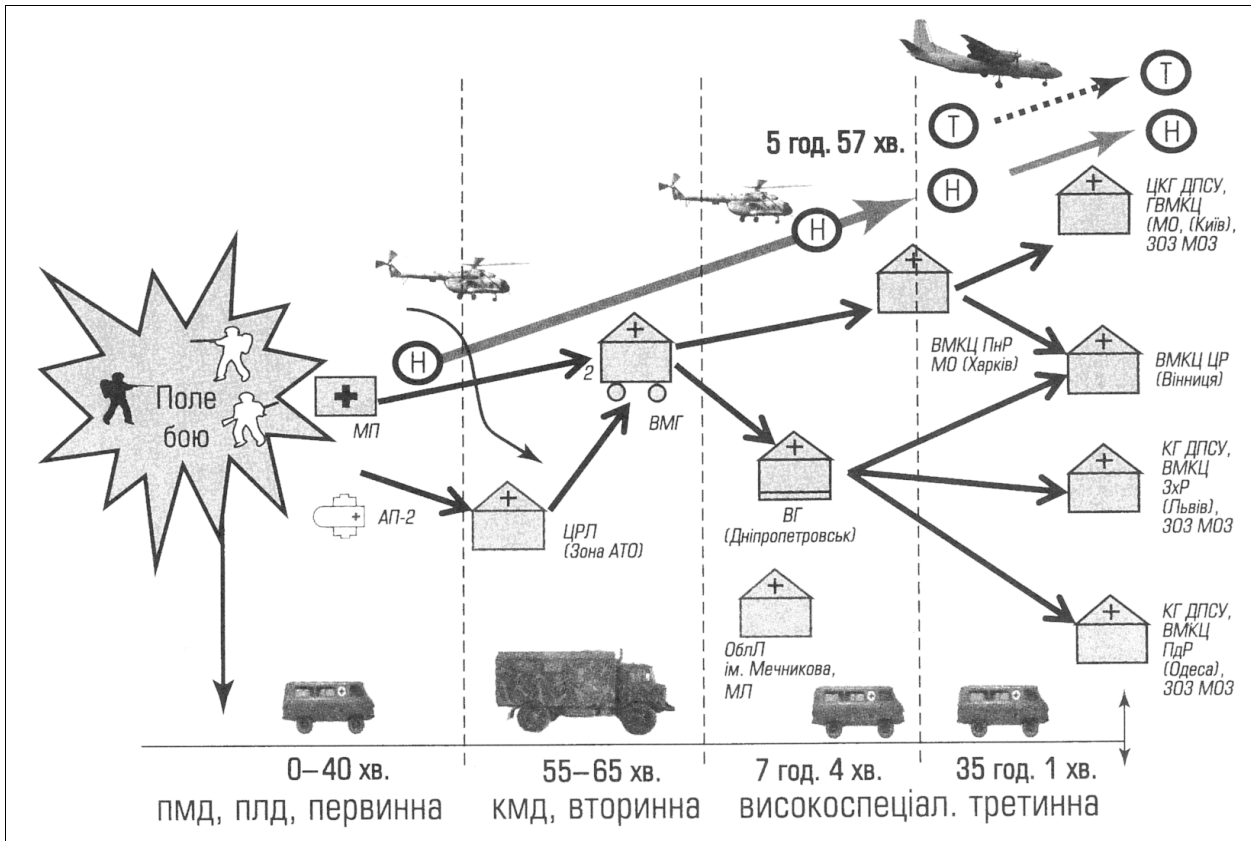 Т
Т
Н
5 год. 57 хв.
Н
Н
ЦКГ ДПСУ,
ГВМКЦ
(МО, (Київ),
ЗОЗ МОЗ
Н
Поле
бою
МП
2
ВМГ
ВМКЦ ПнР
МО (Харків)
ВМКЦ ЦР
(Вінниця)
АП-2
ЦРЛ
(Зона АТО)
ВГ
(Дніпропетровськ)
КГ ДПСУ,
ВМКЦ
ЗхР
(Львів),
ЗОЗ МОЗ
ОблЛ
ім. Мечникова,
МЛ
КГ ДПСУ,
ВМКЦ
ПдР
(Одеса),
ЗОЗ МОЗ
0–40 хв.
55–65 хв.
7 год. 4 хв.
35 год. 1 хв.
пмд, плд, первинна
кмд, вторинна
високоспеціал. третинна